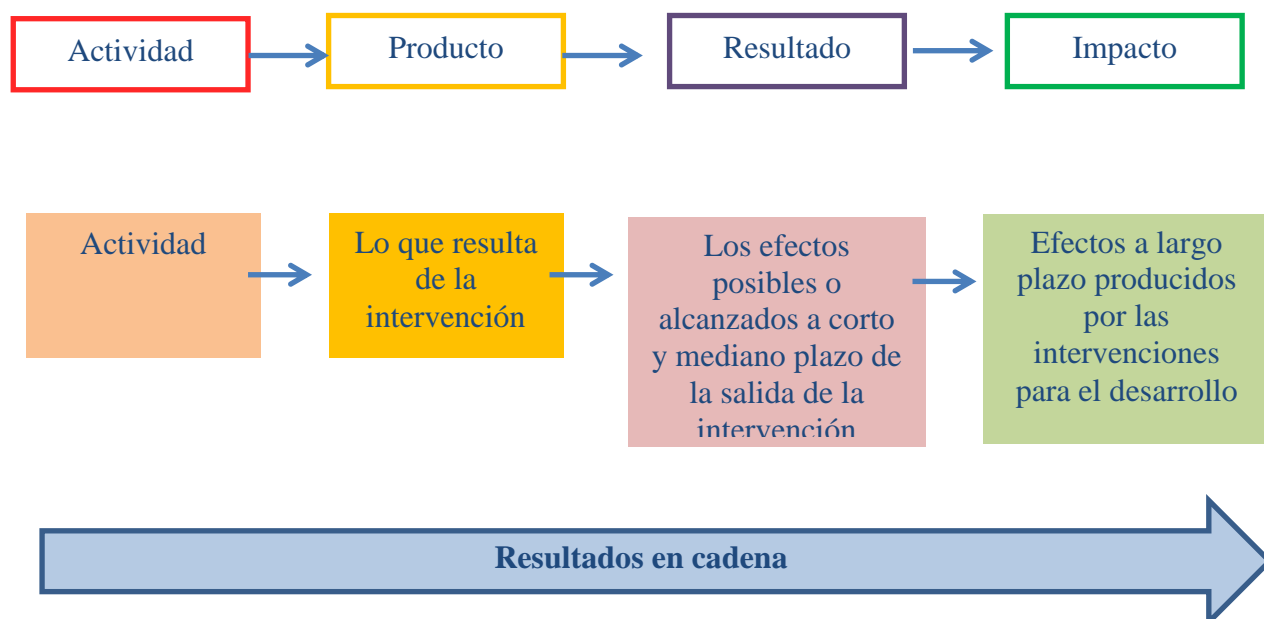 Actividad
Producto
Resultado
Impacto
Actividad
Lo que resulta
de la
intervención
Los efectos
posibles o
alcanzados a corto
y mediano plazo de
la salida de la
intervención
Efectos a largo
plazo producidos
por las
intervenciones
para el desarrollo
Resultados en cadena